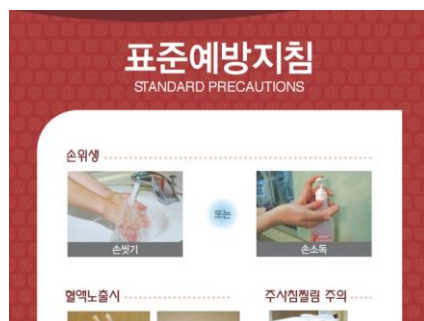 표준예방지침
STANDARD PRECAUTIONS
손위생
또는
손씻기
손소독
혈액노출시
주사침찔림 주의